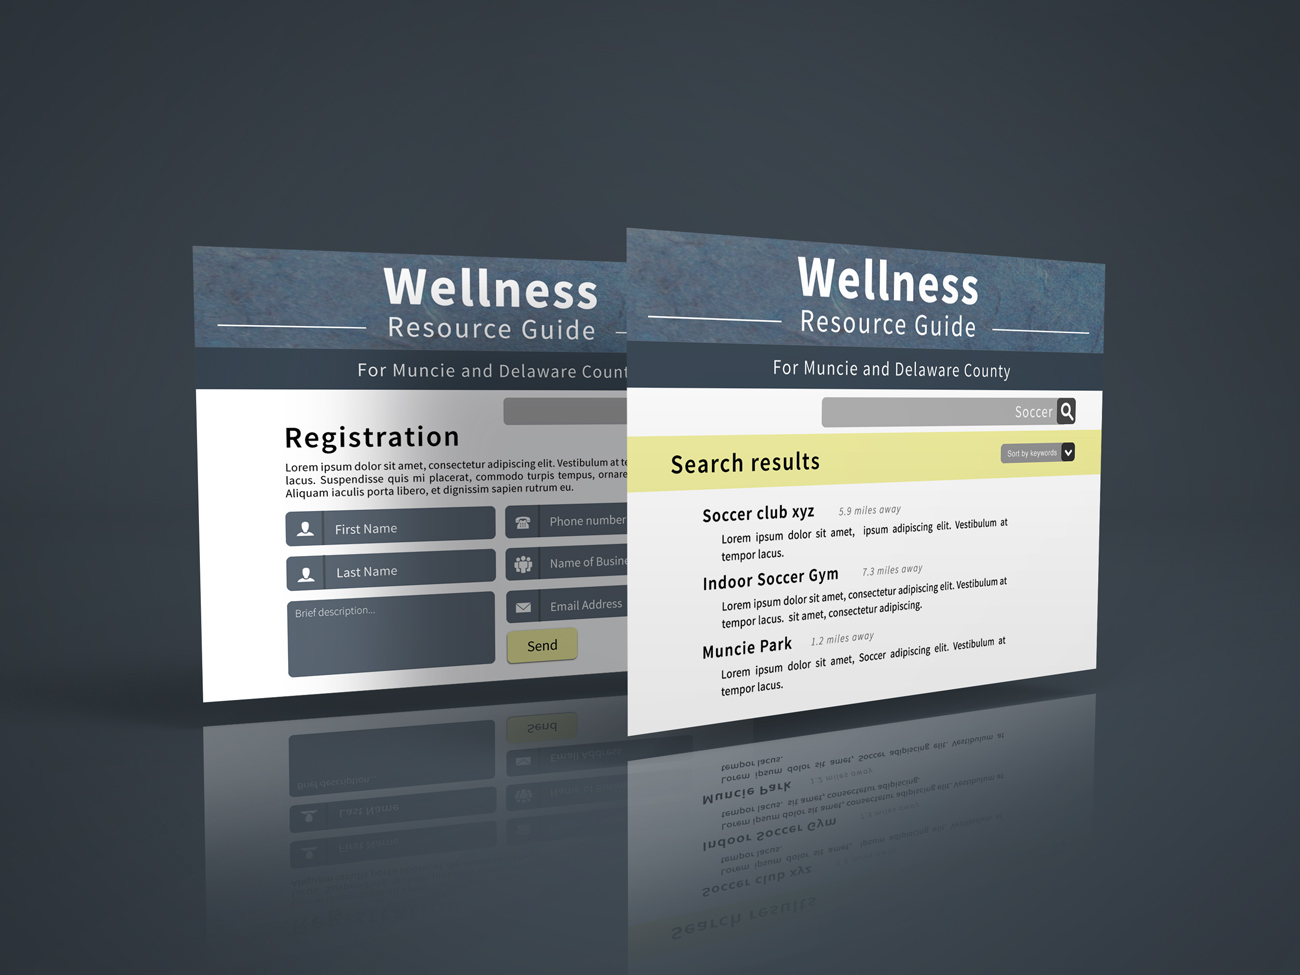 Wellness
Resource Guide
For Muncie and Delaware Count
Registration
Lorem ipsum dolor sit amet, consectetur adipiscing elit. Vestibulum at te
lacus. Suspendisse quis mi placerat, commodo turpis tempus, ornare
Aliquam iaculis porta libero, et dignissim sapien rutrum eu.
First Name
Phone number
Last Name
Name of Busine
Brief description...
Email Address
Send
Wellness
Resource Guide
For Muncie and Delaware County
Soccer
Search results
Sort by keywords
Soccer club xyz 5.9 miles away
Lorem ipsum dolor sit amet, ipsum adipiscing elit. Vestibulum at
tempor lacus.
Indoor Soccer Gym 7.3 miles away
Lorem ipsum dolor sit amet, consectetur adipiscing elit. Vestibulum at
tempor lacus. sit amet, consectetur adipiscing.
Muncie Park 1.2 miles away
Lorem ipsum dolor sit amet, Soccer adipiscing elit. Vestibulum at
tempor lacus.